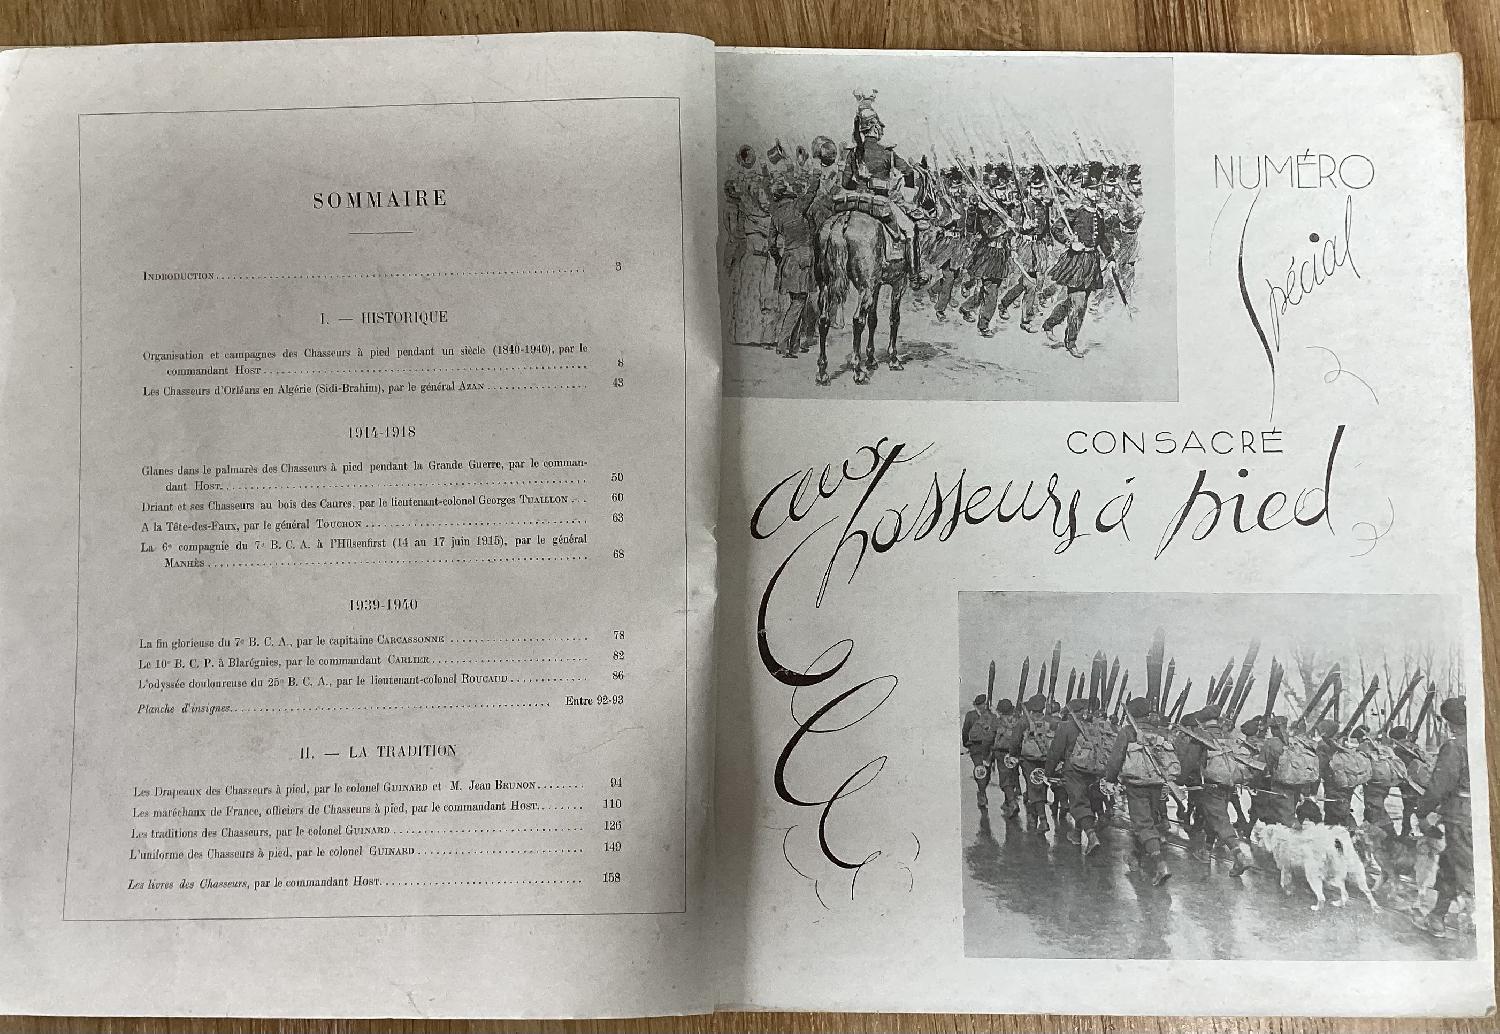 SOMMAIRE
INDRODUCTION........ 3
I. — HISTORIQUE
Organisation et campagnes des Chasseurs à pied pendant un siècle (1840-1940), par le
commandant HOST........ 8
Les Chasseurs d'Orléans en Algérie (Sidi-Brahim), par le général AZAN........ 43
1914-1918
Glanes dans le palmarès des Chasseurs à pied pendant la Grande Guerre, par le comman-
dant HOST........ 50
Driant et ses Chasseurs au bois des Caures, par le lieutenant-colonel Georges TUAILLON... 60
A la Tête-des-Faux, par le général TOUCHON........ 63
La 6e compagnie du 7e B. C. A. à l'Hilsenfirst (14 au 17 juin 1915), par le général
MANHÈS........ 68
1939-1940
La fin glorieuse du 7e B. C. A., par le capitaine CARCASSONNE........ 78
Le 10e B. C. P. à Blarégnies, par le commandant CARLIER........ 82
L'odyssée douloureuse du 25e B. C. A., par le lieutenant-colonel ROUCAUD........ 86
Planche d'insignes........ Entre 92-93
II. — LA TRADITION
Les Drapeaux des Chasseurs à pied, par le colonel GUINARD et M. Jean BRUNON........ 94
Les maréchaux de France, officiers de Chasseurs à pied, par le commandant HOST........ 110
Les traditions des Chasseurs, par le colonel GUINARD........ 126
L'uniforme des Chasseurs à pied, par le colonel GUINARD........ 149
Les livres des Chasseurs, par le commandant HOST........ 158
NUMÉRO
Spécial
CONSACRÉ
aux
Chasseurs à pied